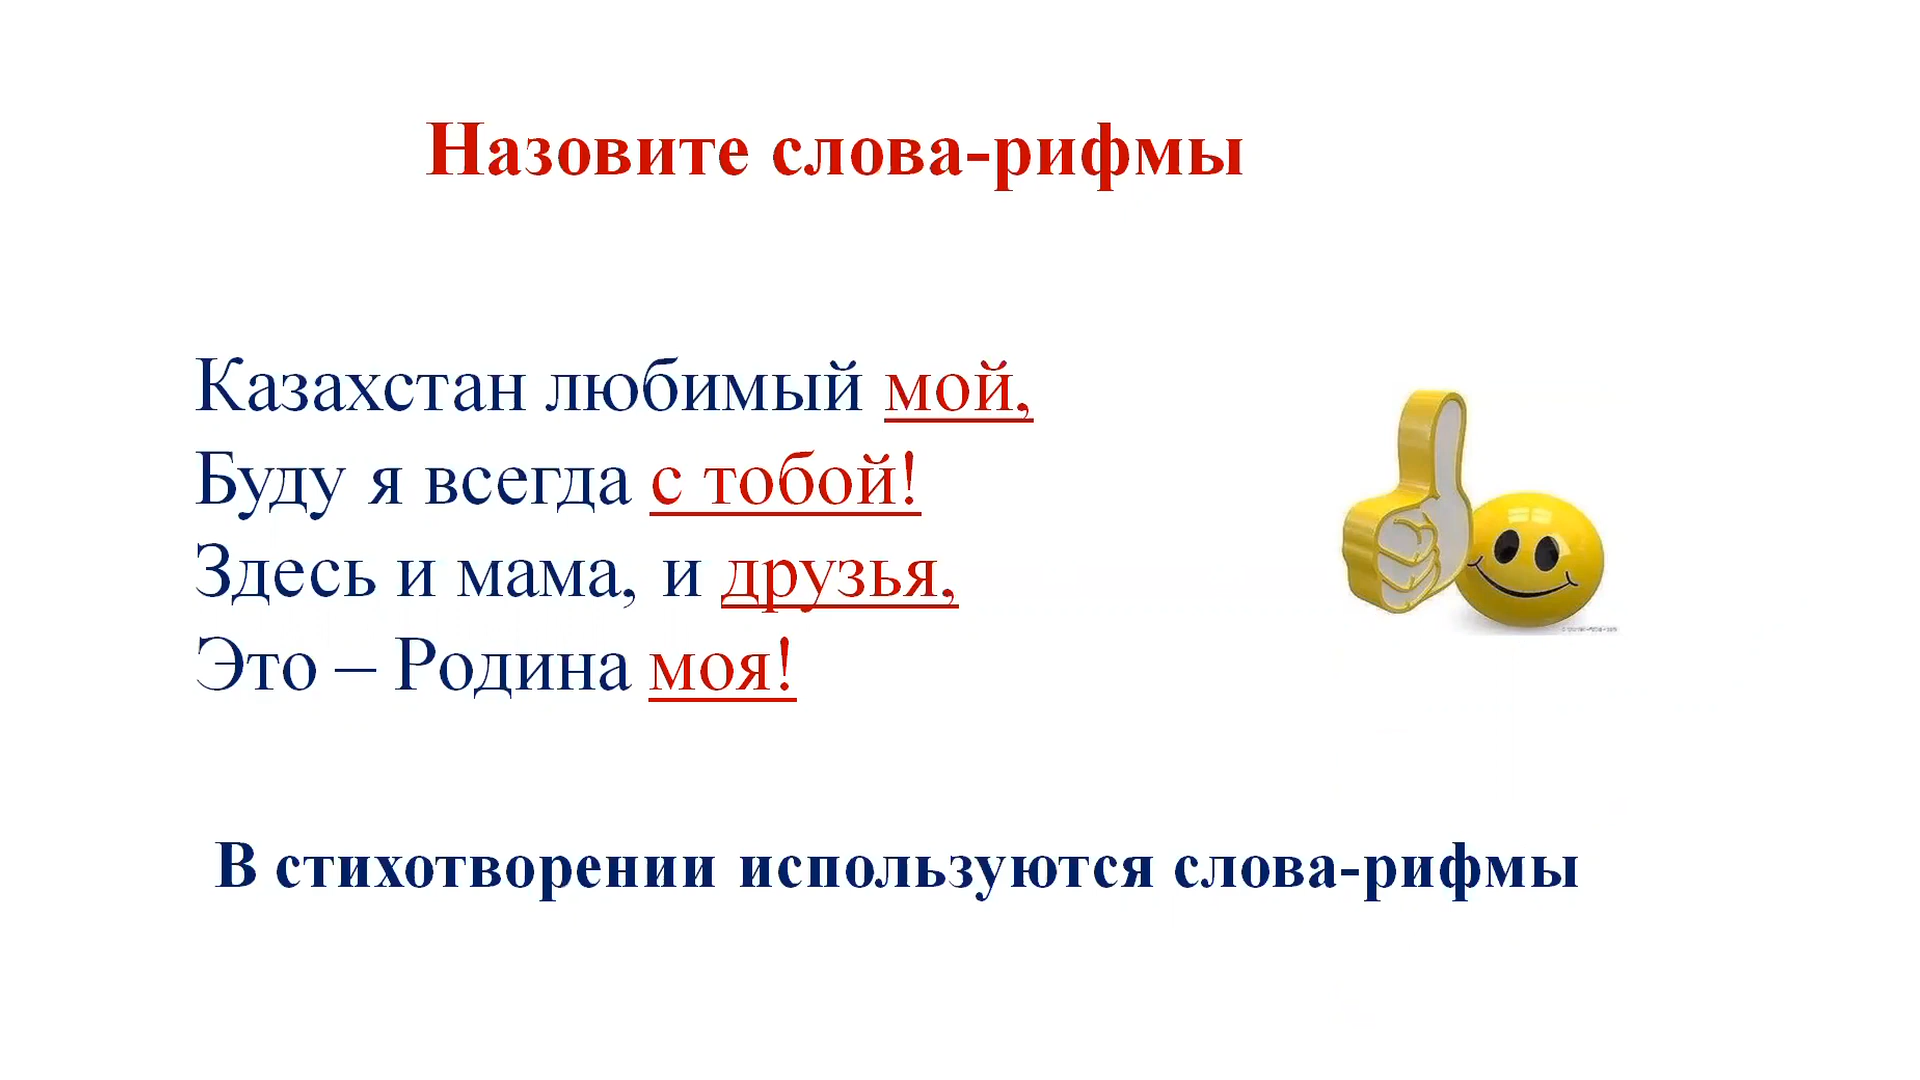 Назовите слова-рифмы
Казахстан любимый мой,
Буду я всегда с тобой!
Здесь и мама, и друзья,
Это – Родина моя!
В стихотворении используются слова-рифмы